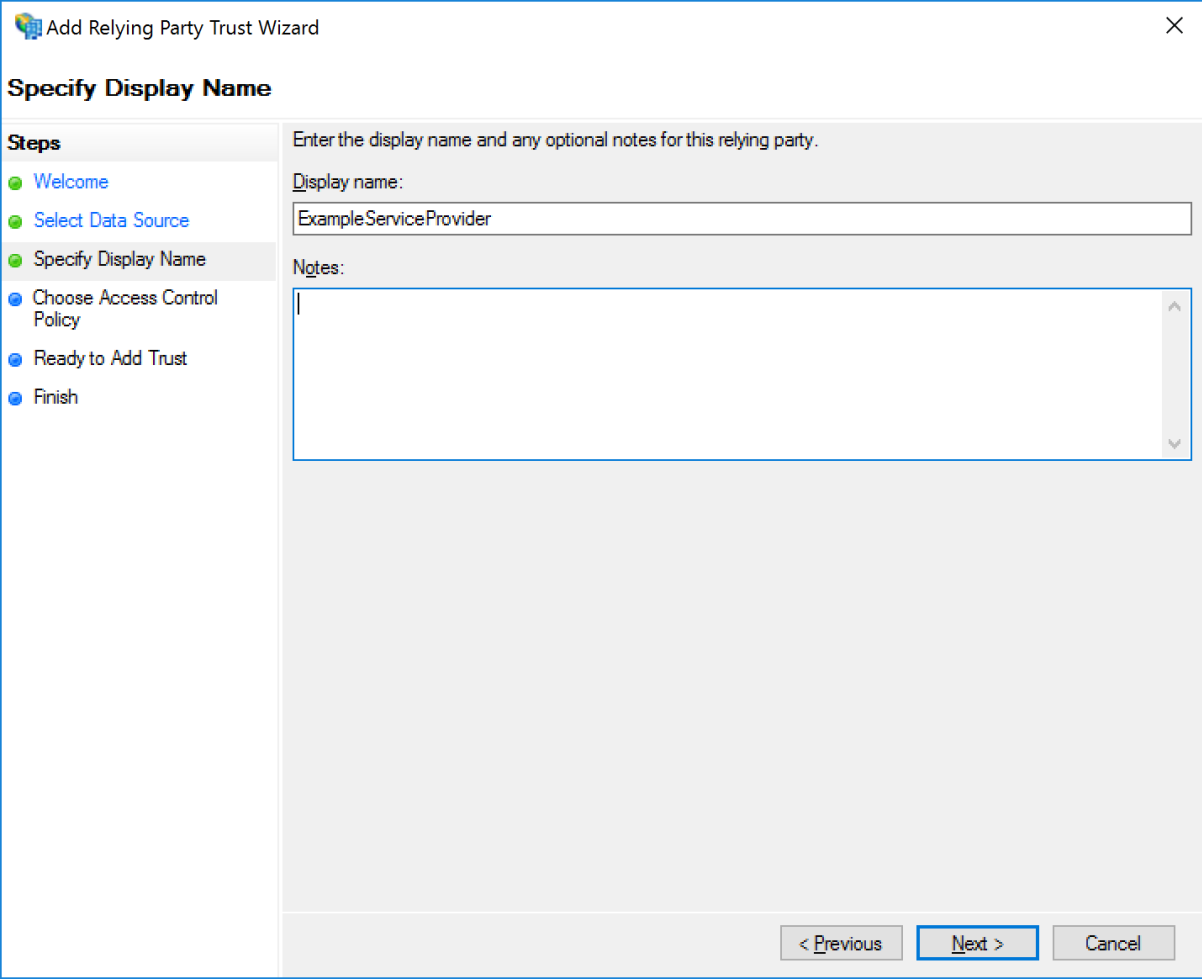 Add Relying Party Trust Wizard
Specify Display Name
Steps
Welcome
Select Data Source
Specify Display Name
Choose Access Control
Policy
Ready to Add Trust
Finish
Enter the display name and any optional notes for this relying party.
Display name:
ExampleServiceProvider
Notes:
< Previous
Next >
Cancel